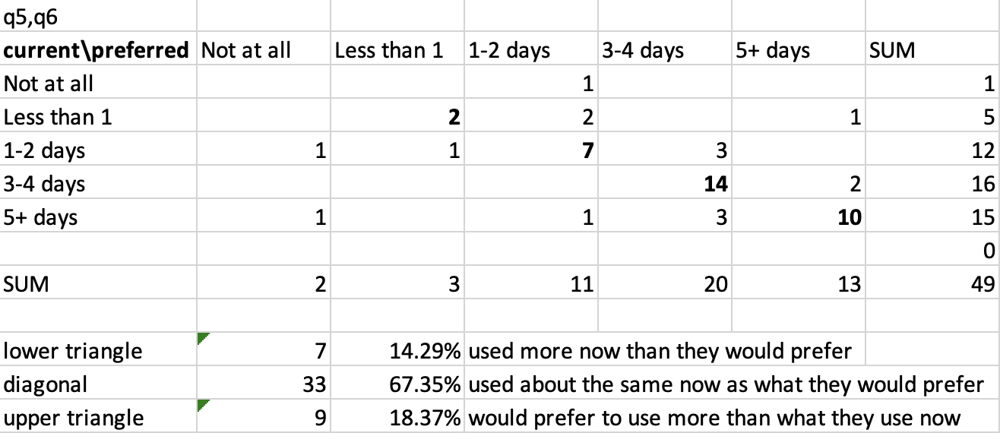 q5,q6
current\preferred Not at all Less than 1 1-2 days 3-4 days 5+ days SUM
Not at all 1 1
Less than 1 2 2 1 5
1-2 days 1 1 7 3 12
3-4 days 14 2 16
5+ days 1 1 3 10 15
0
SUM 2 3 11 20 13 49
lower triangle 7 14.29% used more now than they would prefer
diagonal 33 67.35% used about the same now as what they would prefer
upper triangle 9 18.37% would prefer to use more than what they use now